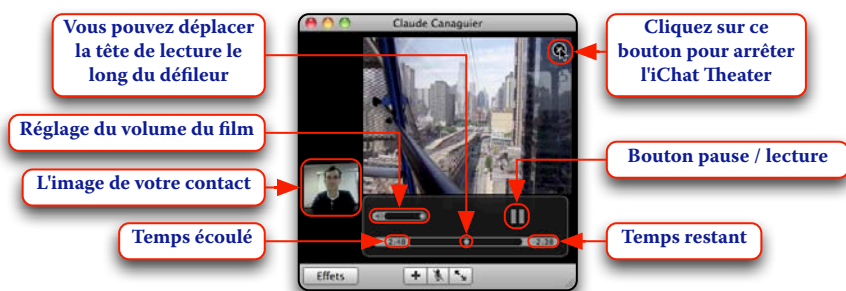 Vous pouvez déplacer
la tête de lecture le
long du défileur
Claude Canaguier
Cliquez sur ce
bouton pour arrêter
l'iChat Theater
Réglage du volume du film
Bouton pause / lecture
L'image de votre contact
Temps écoulé
2:40
-2:20
Temps restant
Effets